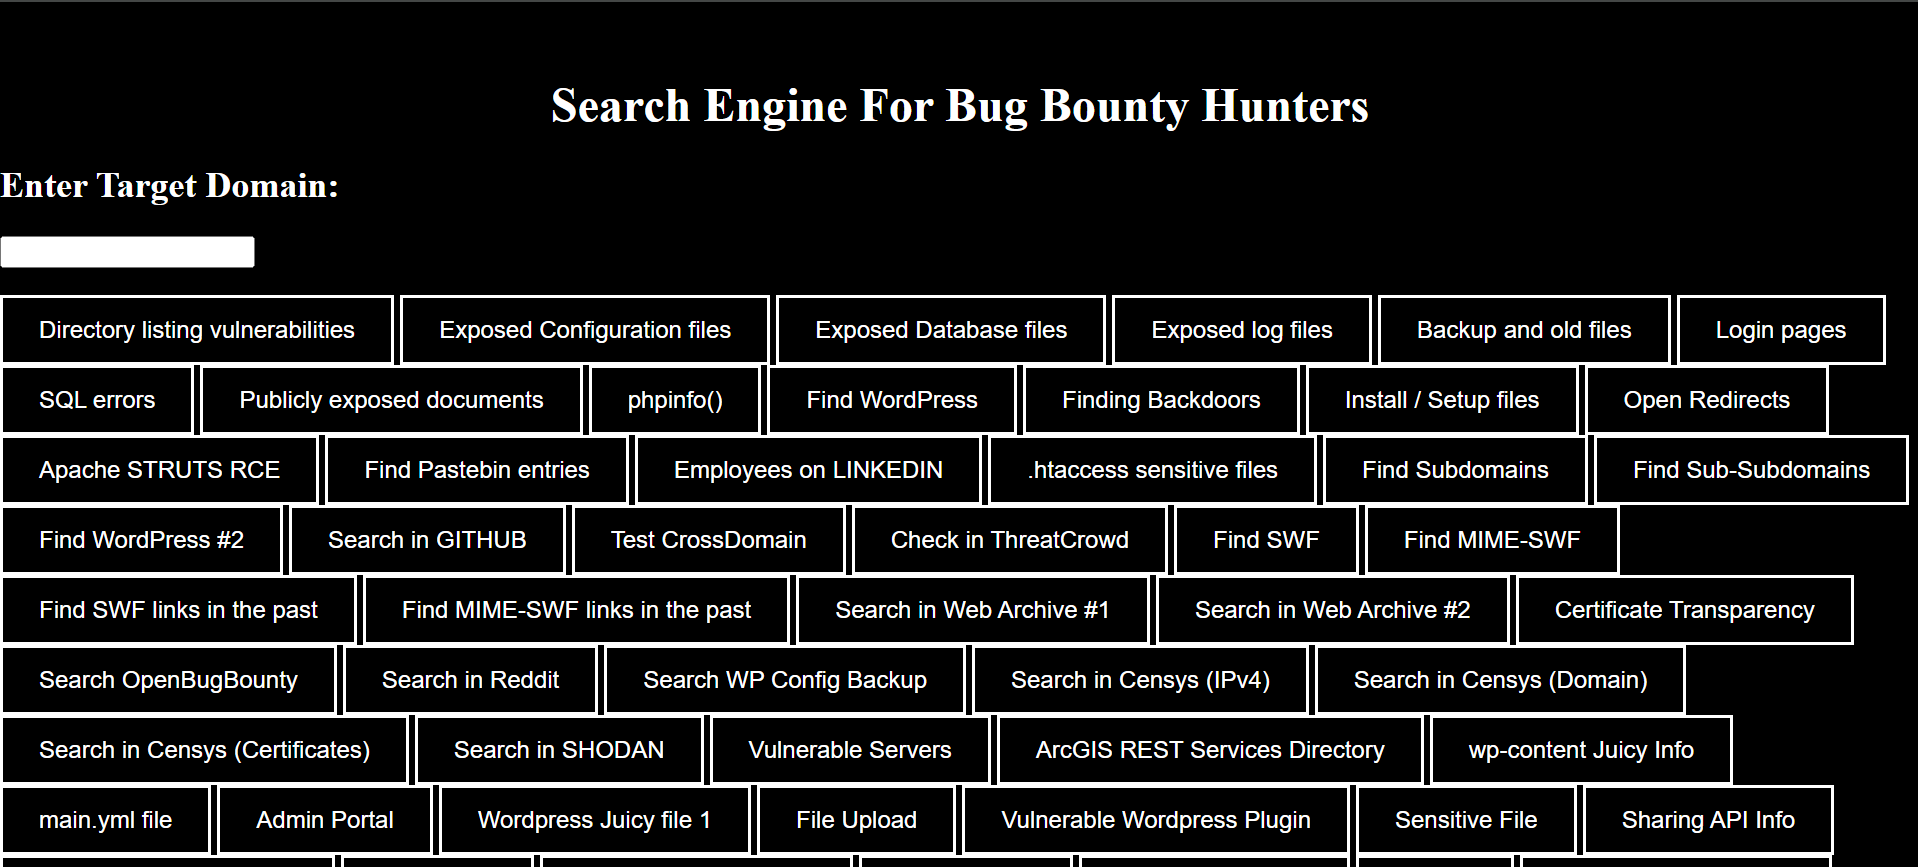 Search Engine For Bug Bounty Hunters
Enter Target Domain:
Directory listing vulnerabilities Exposed Configuration files Exposed Database files Exposed log files Backup and old files Login pages
SQL errors Publicly exposed documents phpinfo() Find WordPress Finding Backdoors Install / Setup files Open Redirects
Apache STRUTS RCE Find Pastebin entries Employees on LINKEDIN .htaccess sensitive files Find Subdomains Find Sub-Subdomains
Find WordPress #2 Search in GITHUB Test CrossDomain Check in ThreatCrowd Find SWF Find MIME-SWF
Find SWF links in the past Find MIME-SWF links in the past Search in Web Archive #1 Search in Web Archive #2 Certificate Transparency
Search OpenBugBounty Search in Reddit Search WP Config Backup Search in Censys (IPv4) Search in Censys (Domain)
Search in Censys (Certificates) Search in SHODAN Vulnerable Servers ArcGIS REST Services Directory wp-content Juicy Info
main.yml file Admin Portal Wordpress Juicy file 1 File Upload Vulnerable Wordpress Plugin Sensitive File Sharing API Info